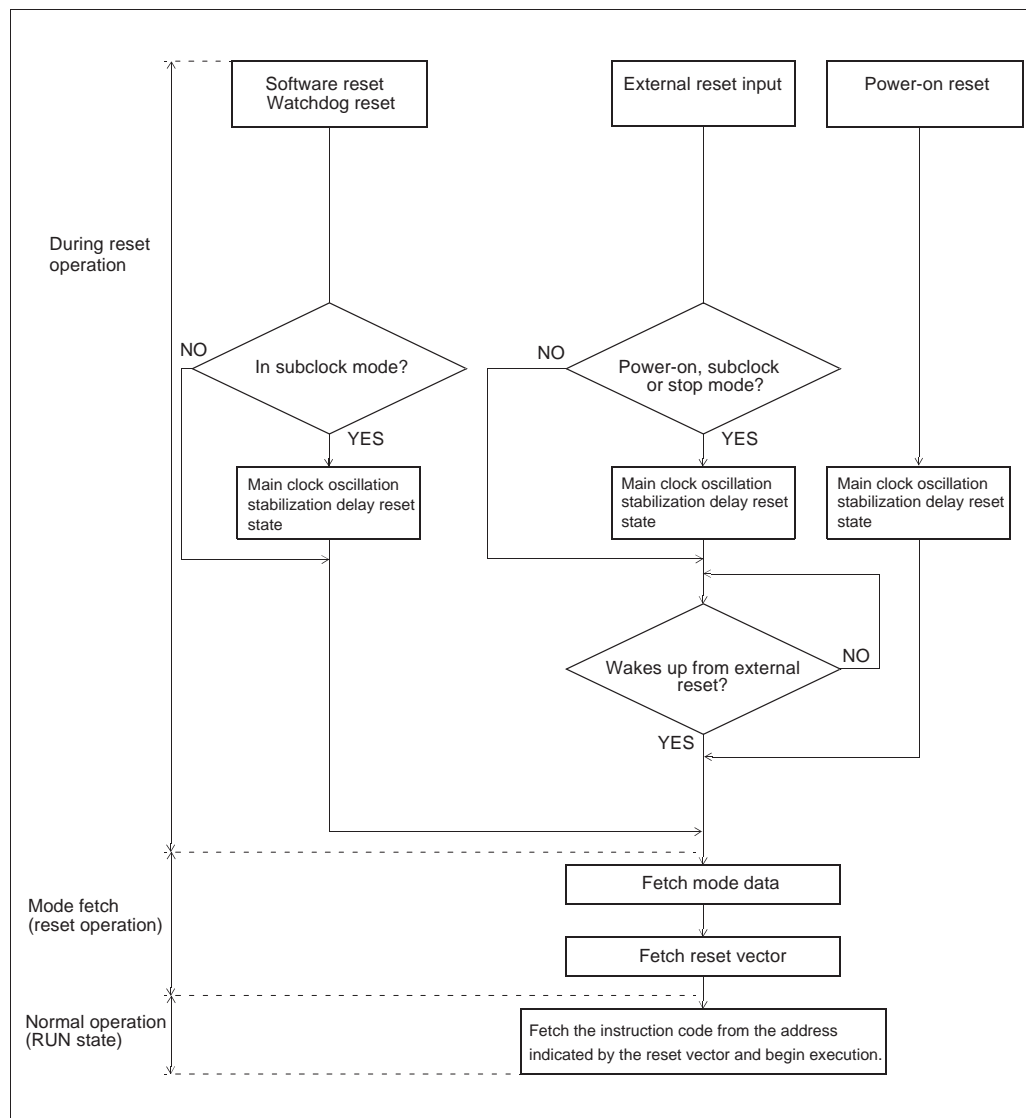 Software reset
Watchdog reset
External reset input
Power-on reset
During reset
operation
NO
In subclock mode?
YES
NO
Power-on, subclock
or stop mode?
YES
Main clock oscillation
stabilization delay reset
state
Main clock oscillation
stabilization delay reset
state
Main clock oscillation
stabilization delay reset
state
Wakes up from external
reset?
NO
YES
Mode fetch
(reset operation)
Fetch mode data
Fetch reset vector
Normal operation
(RUN state)
Fetch the instruction code from the address
indicated by the reset vector and begin execution.